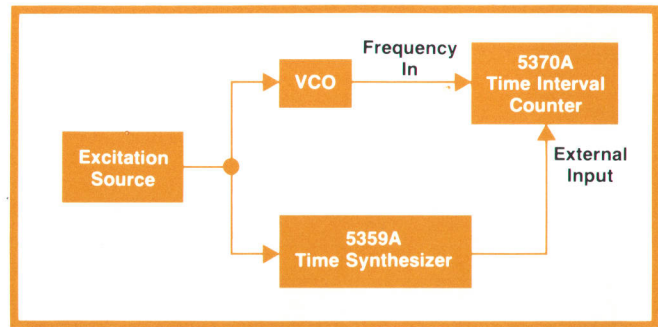 Frequency
In
VCO
5370A
Time Interval
Counter
Excitation
Source
External
Input
5359A
Time Synthesizer